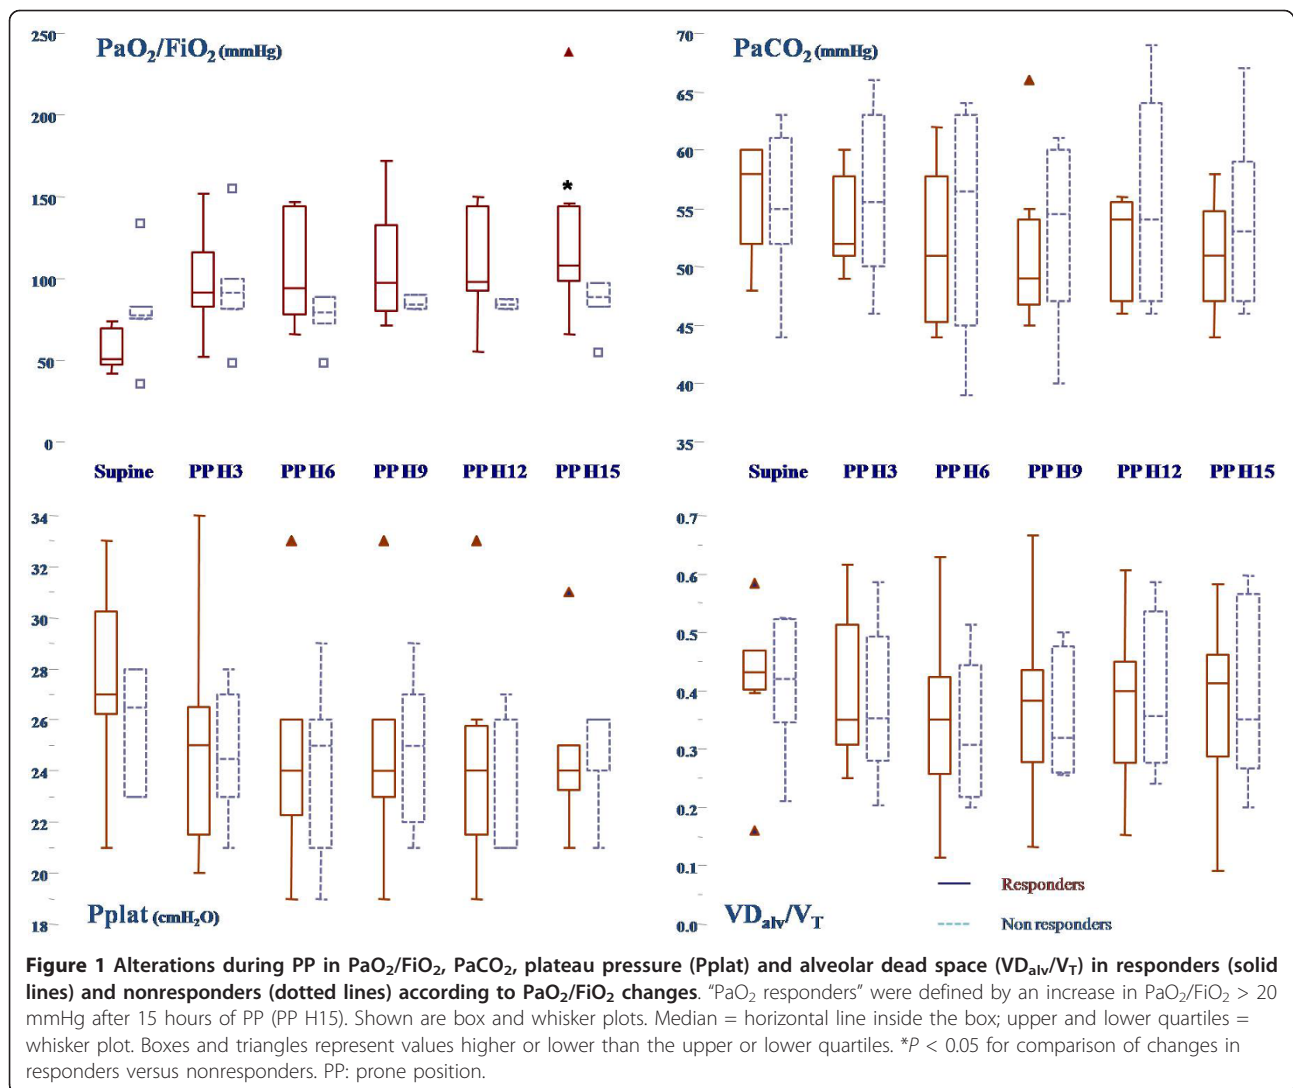 PaO₂/FiO₂ (mmHg)
250
200
150
100
50
0
*
PaCO₂ (mmHg)
70
65
60
55
50
45
40
35
Supine PP H3 PP H6 PP H9 PP H12 PP H15
Supine PP H3 PP H6 PP H9 PP H12 PP H15
34
32
30
28
26
24
22
20
18
Pplat (cmH₂O)
0.7
0.6
0.5
0.4
0.3
0.2
0.1
0.0
VDalv/VT
Responders
Non responders
Figure 1 Alterations during PP in PaO₂/FiO₂, PaCO₂, plateau pressure (Pplat) and alveolar dead space (VDalv/VT) in responders (solid
lines) and nonresponders (dotted lines) according to PaO₂/FiO₂ changes. “PaO₂ responders” were defined by an increase in PaO₂/FiO₂ > 20
mmHg after 15 hours of PP (PP H15). Shown are box and whisker plots. Median = horizontal line inside the box; upper and lower quartiles =
whisker plot. Boxes and triangles represent values higher or lower than the upper or lower quartiles. *P < 0.05 for comparison of changes in
responders versus nonresponders. PP: prone position.